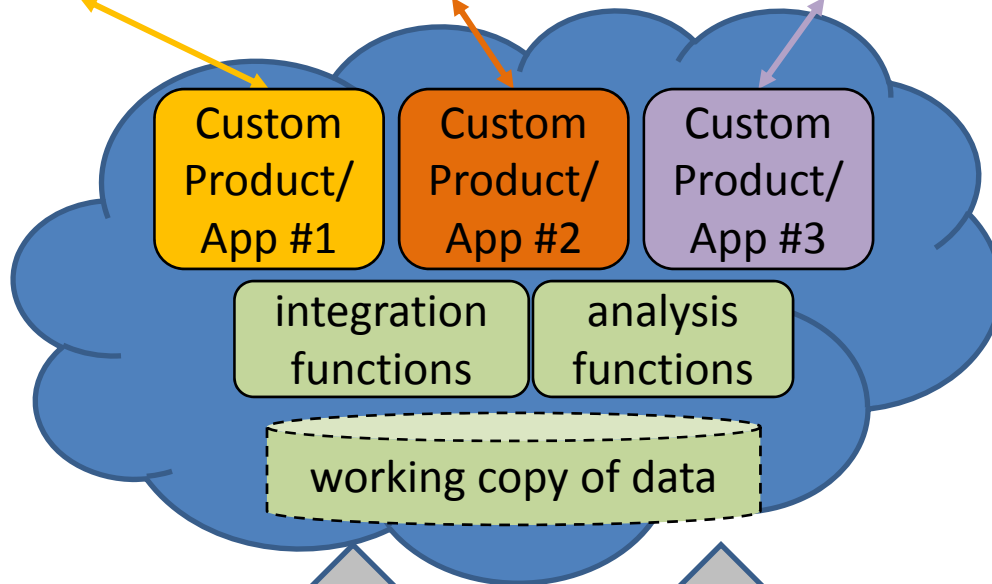 Custom
Product/
App #1
Custom
Product/
App #2
Custom
Product/
App #3
integration
functions
analysis
functions
working copy of data